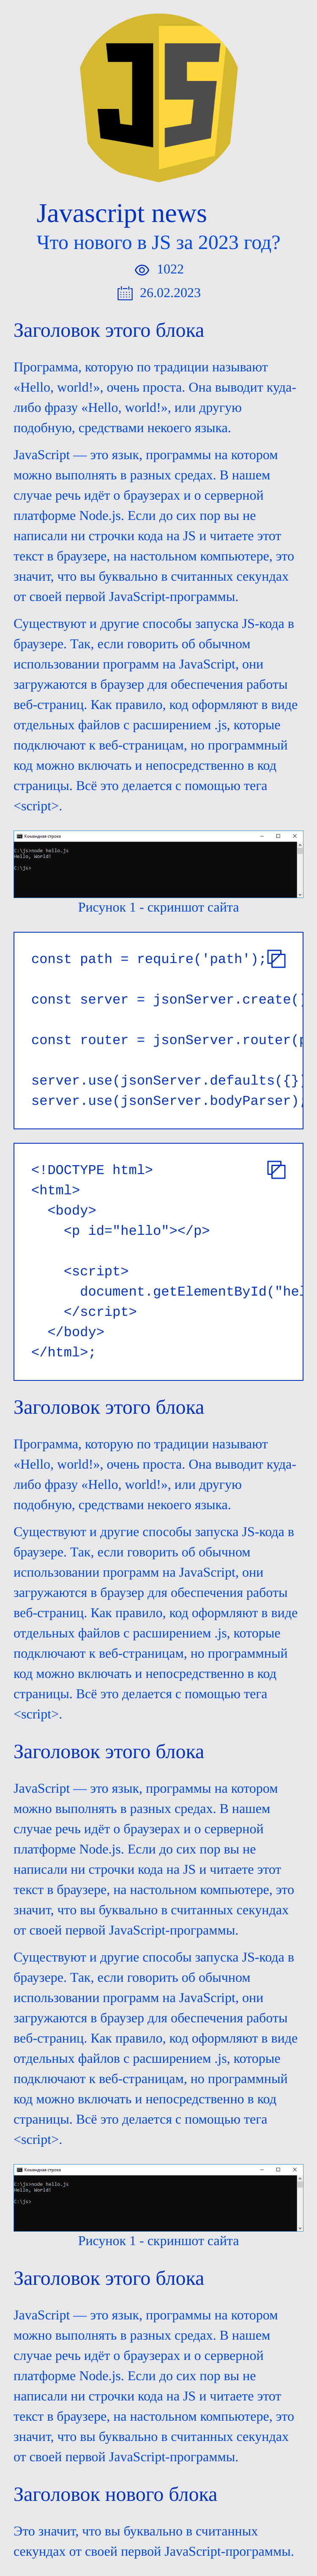 JS
Javascript news
Что нового в JS за 2023 год?
1022
26.02.2023
Заголовок этого блока
Программа, которую по традиции называют
«Hello, world!», очень проста. Она выводит куда-
либо фразу «Hello, world!», или другую
подобную, средствами некоего языка.
JavaScript — это язык, программы на котором
можно выполнять в разных средах. В нашем
случае речь идёт о браузерах и о серверной
платформе Node.js. Если до сих пор вы не
написали ни строчки кода на JS и читаете этот
текст в браузере, на настольном компьютере, это
значит, что вы буквально в считанных секундах
от своей первой JavaScript-программы.
Существуют и другие способы запуска JS-кода в
браузере. Так, если говорить об обычном
использовании программ на JavaScript, они
загружаются в браузер для обеспечения работы
веб-страниц. Как правило, код оформляют в виде
отдельных файлов с расширением .js, которые
подключают к веб-страницам, но программный
код можно включать и непосредственно в код
страницы. Всё это делается с помощью тега
<script>.
Командная строка
C:\js>node hello.js
Hello, World!
C:\js>
Рисунок 1 - скриншот сайта
const path = require('path');
const server = jsonServer.create()
const router = jsonServer.router(p
server.use(jsonServer.defaults({})
server.use(jsonServer.bodyParser);
<!DOCTYPE html>
<html>
  <body>
    <p id="hello"></p>
    <script>
      document.getElementById("hel
    </script>
  </body>
</html>;
Заголовок этого блока
Программа, которую по традиции называют
«Hello, world!», очень проста. Она выводит куда-
либо фразу «Hello, world!», или другую
подобную, средствами некоего языка.
Существуют и другие способы запуска JS-кода в
браузере. Так, если говорить об обычном
использовании программ на JavaScript, они
загружаются в браузер для обеспечения работы
веб-страниц. Как правило, код оформляют в виде
отдельных файлов с расширением .js, которые
подключают к веб-страницам, но программный
код можно включать и непосредственно в код
страницы. Всё это делается с помощью тега
<script>.
Заголовок этого блока
JavaScript — это язык, программы на котором
можно выполнять в разных средах. В нашем
случае речь идёт о браузерах и о серверной
платформе Node.js. Если до сих пор вы не
написали ни строчки кода на JS и читаете этот
текст в браузере, на настольном компьютере, это
значит, что вы буквально в считанных секундах
от своей первой JavaScript-программы.
Существуют и другие способы запуска JS-кода в
браузере. Так, если говорить об обычном
использовании программ на JavaScript, они
загружаются в браузер для обеспечения работы
веб-страниц. Как правило, код оформляют в виде
отдельных файлов с расширением .js, которые
подключают к веб-страницам, но программный
код можно включать и непосредственно в код
страницы. Всё это делается с помощью тега
<script>.
Командная строка
C:\js>node hello.js
Hello, World!
C:\js>
Рисунок 1 - скриншот сайта
Заголовок этого блока
JavaScript — это язык, программы на котором
можно выполнять в разных средах. В нашем
случае речь идёт о браузерах и о серверной
платформе Node.js. Если до сих пор вы не
написали ни строчки кода на JS и читаете этот
текст в браузере, на настольном компьютере, это
значит, что вы буквально в считанных секундах
от своей первой JavaScript-программы.
Заголовок нового блока
Это значит, что вы буквально в считанных
секундах от своей первой JavaScript-программы.